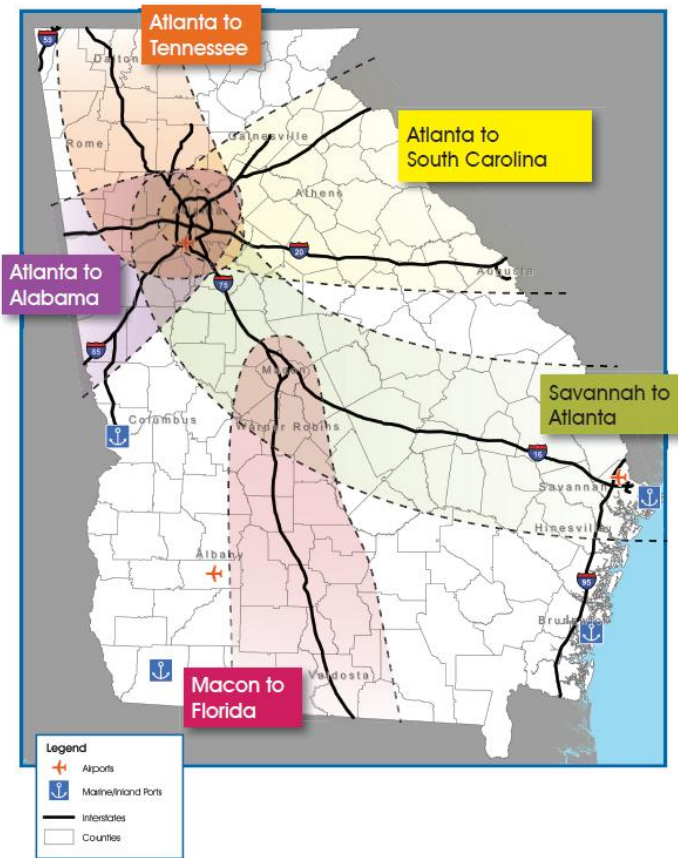 Atlanta to
Tennessee
59
Dalton
Atlanta to
South Carolina
Gainesville
Rome
Athens
Atlanta
20
Augusta
Atlanta to
Alabama
75
85
Macon
Savannah to
Atlanta
Columbus
Warner Robins
16
Savannah
Hinesville
Albany
95
Brunswick
Macon to
Florida
Valdosta
Legend
Airports
Marine/Inland Ports
Interstates
Counties